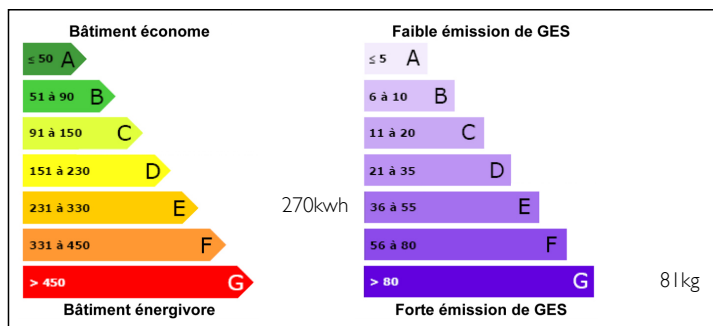 Bâtiment économe
≤ 50 A
51 à 90 B
91 à 150 C
151 à 230 D
231 à 330 E 270kwh
331 à 450 F
> 450 G
Bâtiment énergivore
Faible émission de GES
≤ 5 A
6 à 10 B
11 à 20 C
21 à 35 D
36 à 55 E
56 à 80 F
> 80 G 81kg
Forte émission de GES